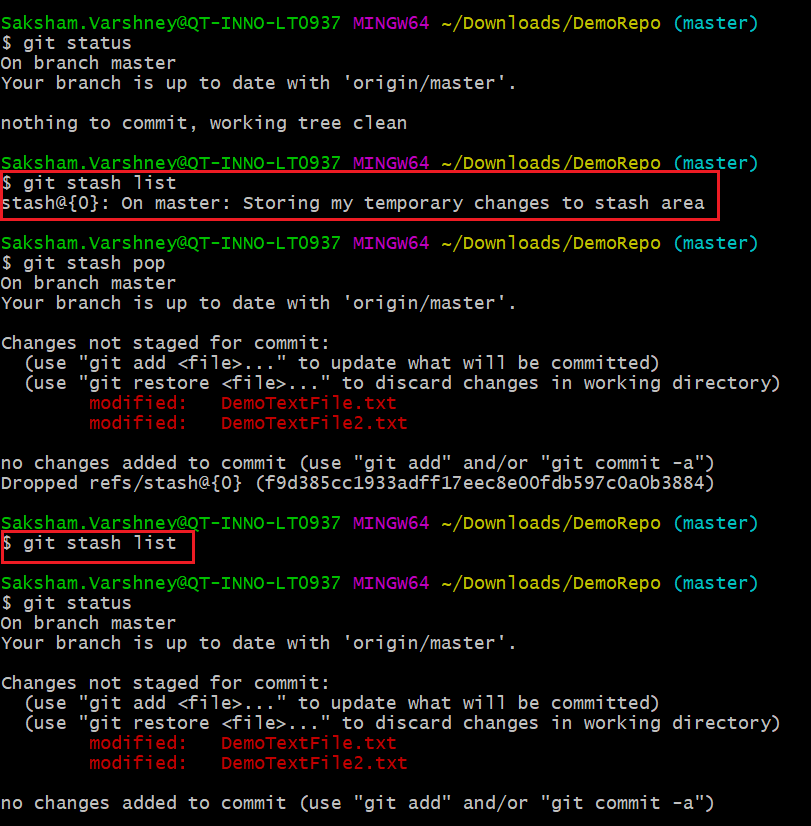 Saksham.Varshney@QT-INNO-LT0937 MINGW64 ~/Downloads/DemoRepo (master)
$ git status
On branch master
Your branch is up to date with 'origin/master'.
nothing to commit, working tree clean
Saksham.Varshney@QT-INNO-LT0937 MINGW64 ~/Downloads/DemoRepo (master)
$ git stash list
stash@{0}: On master: Storing my temporary changes to stash area
Saksham.Varshney@QT-INNO-LT0937 MINGW64 ~/Downloads/DemoRepo (master)
$ git stash pop
On branch master
Your branch is up to date with 'origin/master'.
Changes not staged for commit:
  (use "git add <file>..." to update what will be committed)
  (use "git restore <file>..." to discard changes in working directory)
        modified:   DemoTextFile.txt
        modified:   DemoTextFile2.txt
no changes added to commit (use "git add" and/or "git commit -a")
Dropped refs/stash@{0} (f9d385cc1933adff17eec8e00fdb597c0a0b3884)
Saksham.Varshney@QT-INNO-LT0937 MINGW64 ~/Downloads/DemoRepo (master)
$ git stash list
Saksham.Varshney@QT-INNO-LT0937 MINGW64 ~/Downloads/DemoRepo (master)
$ git status
On branch master
Your branch is up to date with 'origin/master'.
Changes not staged for commit:
  (use "git add <file>..." to update what will be committed)
  (use "git restore <file>..." to discard changes in working directory)
        modified:   DemoTextFile.txt
        modified:   DemoTextFile2.txt
no changes added to commit (use "git add" and/or "git commit -a")